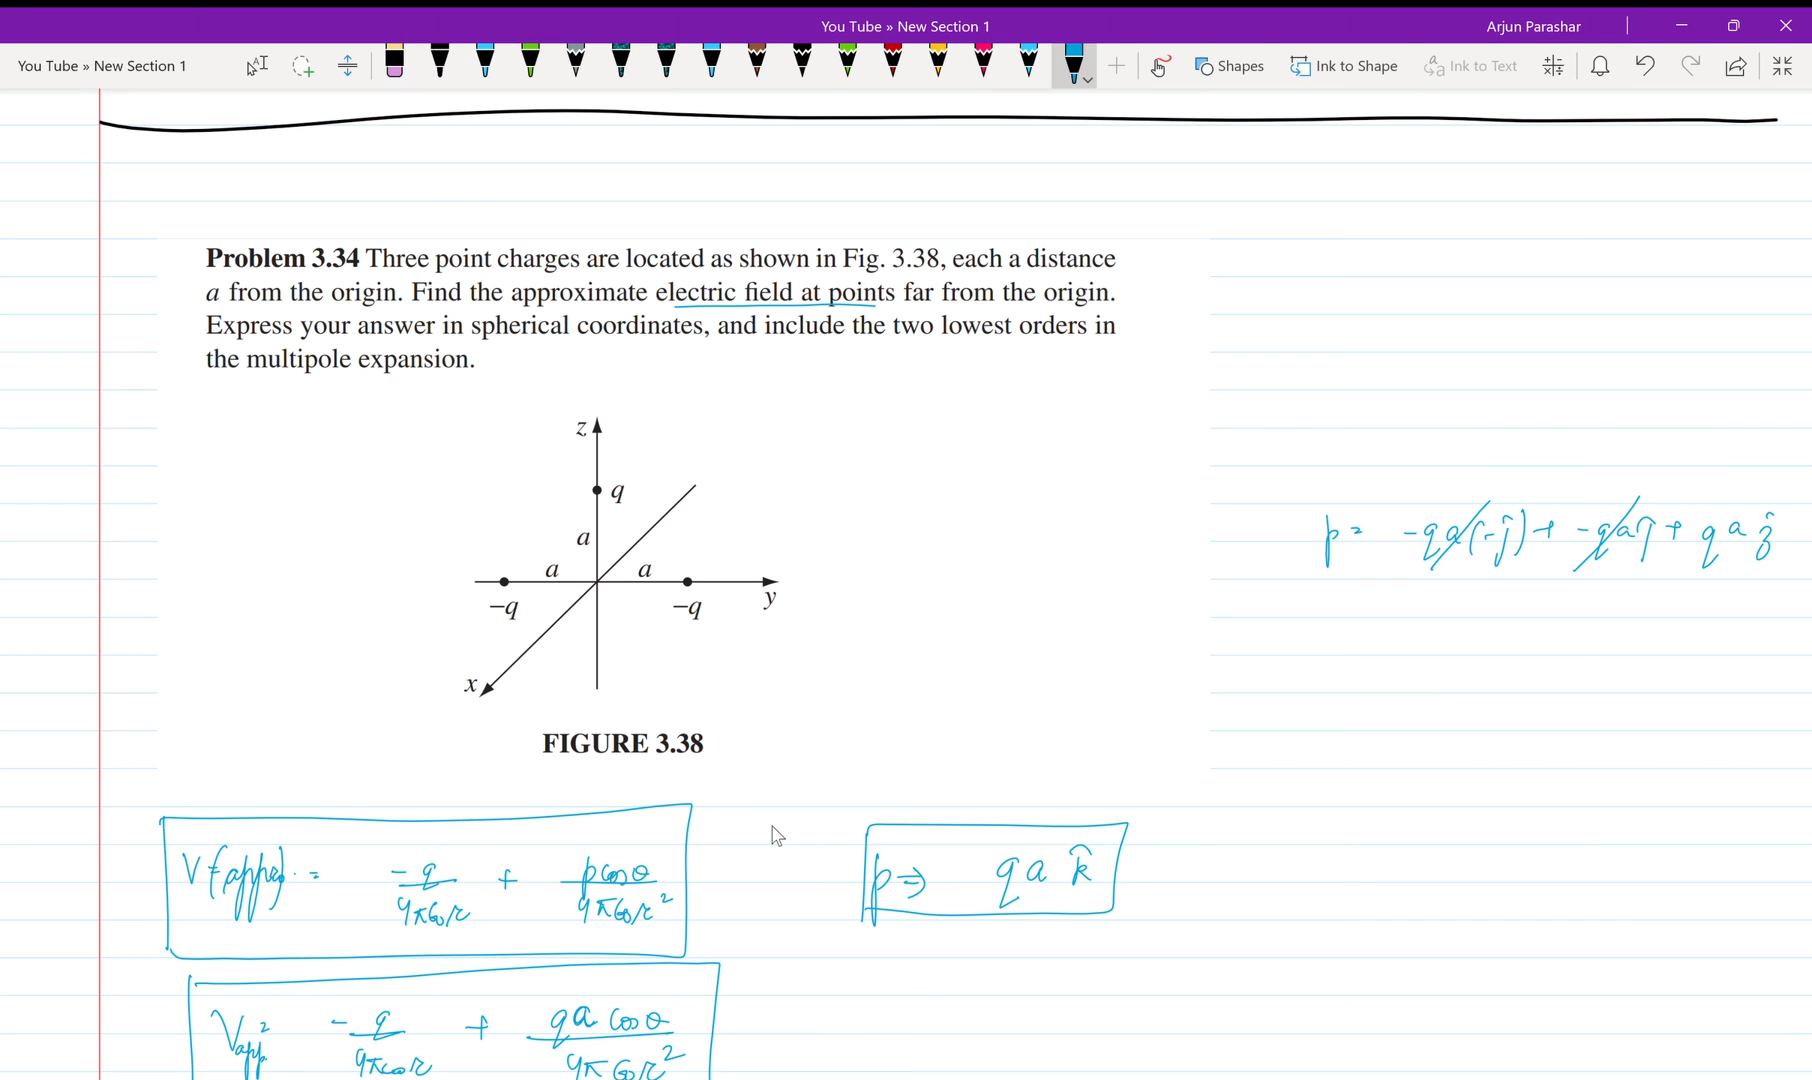 You Tube » New Section 1
Arjun Parashar
You Tube » New Section 1
Shapes
Ink to Shape
Ink to Text
Problem 3.34 Three point charges are located as shown in Fig. 3.38, each a distance
a from the origin. Find the approximate electric field at points far from the origin.
Express your answer in spherical coordinates, and include the two lowest orders in
the multipole expansion.
z
q
a
a a
−q −q
y
x
p = -qa(-ĵ) + -qaĵ + qa ẑ
FIGURE 3.38
V(appro). = -q/4πε₀r + pcosθ/4πε₀r²
p ⇒ qa k̂
Vapp. = -q/4πε₀r + qa cosθ/4πε₀r²